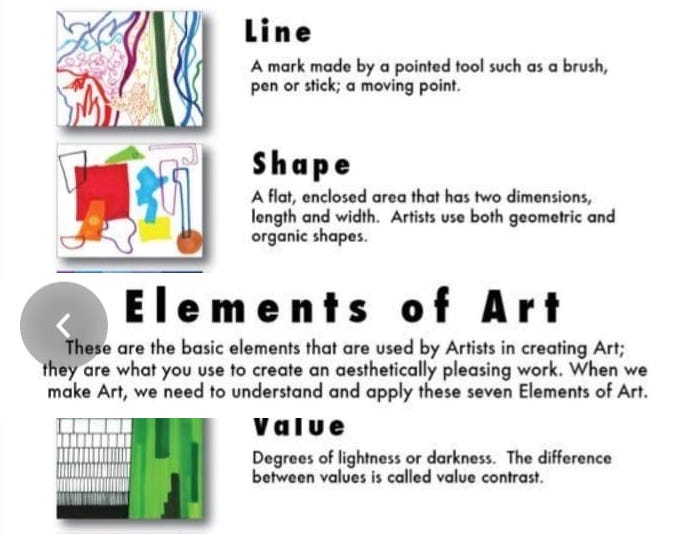 Line
A mark made by a pointed tool such as a brush,
pen or stick; a moving point.
Shape
A flat, enclosed area that has two dimensions,
length and width.  Artists use both geometric and
organic shapes.
Elements of Art
These are the basic elements that are used by Artists in creating Art;
they are what you use to create an aesthetically pleasing work. When we
make Art, we need to understand and apply these seven Elements of Art.
Value
Degrees of lightness or darkness.  The difference
between values is called value contrast.